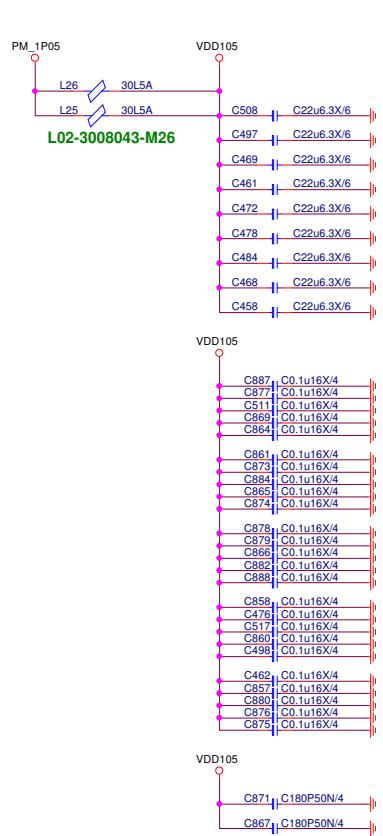 PM_1P05 VDD105
L26 30L5A
L25 30L5A
L02-3008043-M26
C508 C22u6.3X/6
C497 C22u6.3X/6
C469 C22u6.3X/6
C461 C22u6.3X/6
C472 C22u6.3X/6
C478 C22u6.3X/6
C484 C22u6.3X/6
C468 C22u6.3X/6
C458 C22u6.3X/6
VDD105
C887 C0.1u16X/4
C877 C0.1u16X/4
C511 C0.1u16X/4
C869 C0.1u16X/4
C864 C0.1u16X/4
C861 C0.1u16X/4
C873 C0.1u16X/4
C884 C0.1u16X/4
C865 C0.1u16X/4
C874 C0.1u16X/4
C878 C0.1u16X/4
C879 C0.1u16X/4
C866 C0.1u16X/4
C882 C0.1u16X/4
C888 C0.1u16X/4
C858 C0.1u16X/4
C476 C0.1u16X/4
C517 C0.1u16X/4
C860 C0.1u16X/4
C498 C0.1u16X/4
C462 C0.1u16X/4
C857 C0.1u16X/4
C880 C0.1u16X/4
C876 C0.1u16X/4
C875 C0.1u16X/4
VDD105
C871 C180P50N/4
C867 C180P50N/4